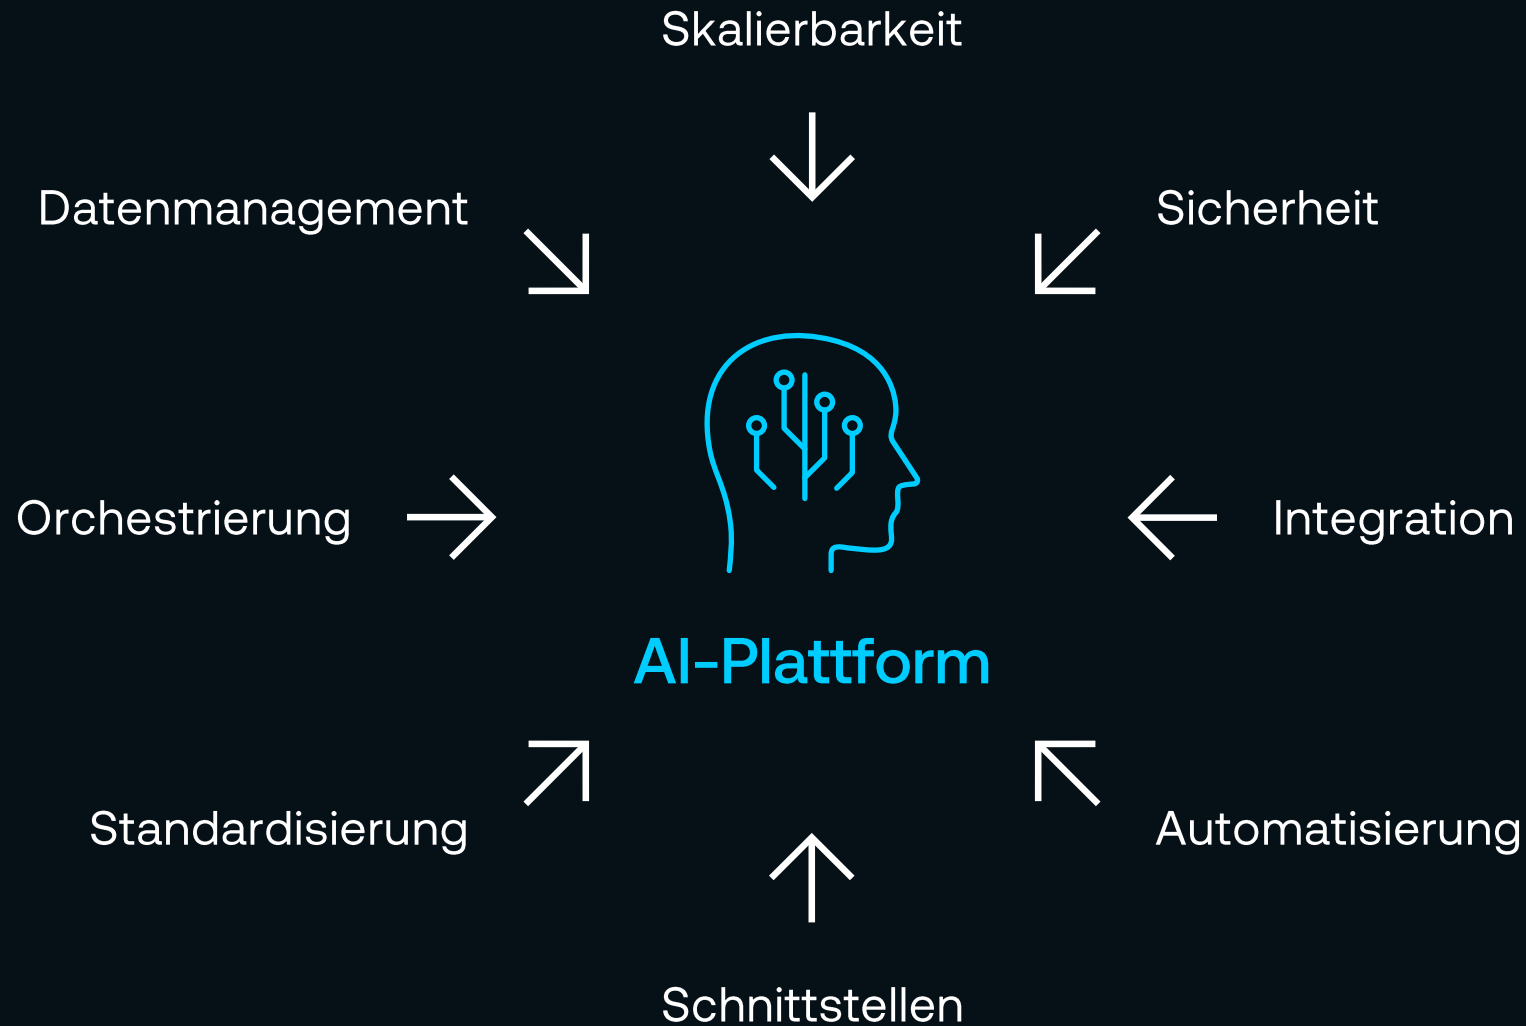 Skalierbarkeit
Datenmanagement
Sicherheit
Orchestrierung
Integration
AI-Plattform
Standardisierung
Automatisierung
Schnittstellen